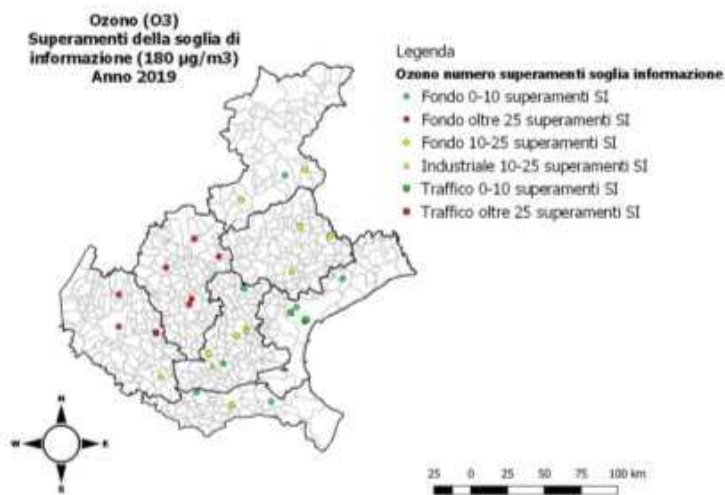 Ozono (O3)
Superamenti della soglia di
informazione (180 µg/m3)
Anno 2019
Legenda
Ozono numero superamenti soglia informazione
Fondo 0-10 superamenti SI
Fondo oltre 25 superamenti SI
Fondo 10-25 superamenti SI
Industriale 10-25 superamenti SI
Traffico 0-10 superamenti SI
Traffico oltre 25 superamenti SI
N
W E
S
25 0 25 50 75 100 km